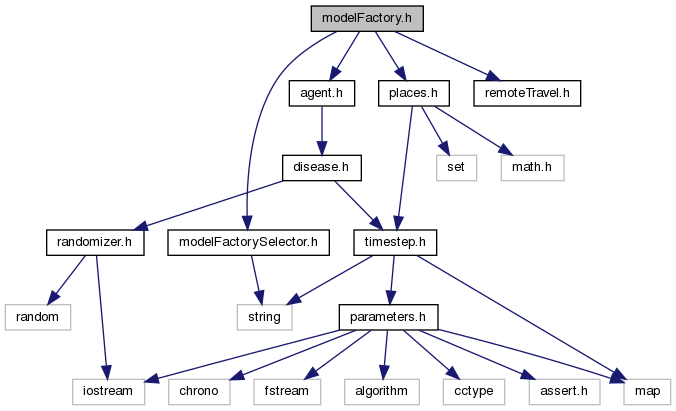 modelFactory.h
agent.h
places.h
remoteTravel.h
disease.h
set
math.h
randomizer.h
modelFactorySelector.h
timestep.h
random
string
parameters.h
iostream
chrono
fstream
algorithm
cctype
assert.h
map